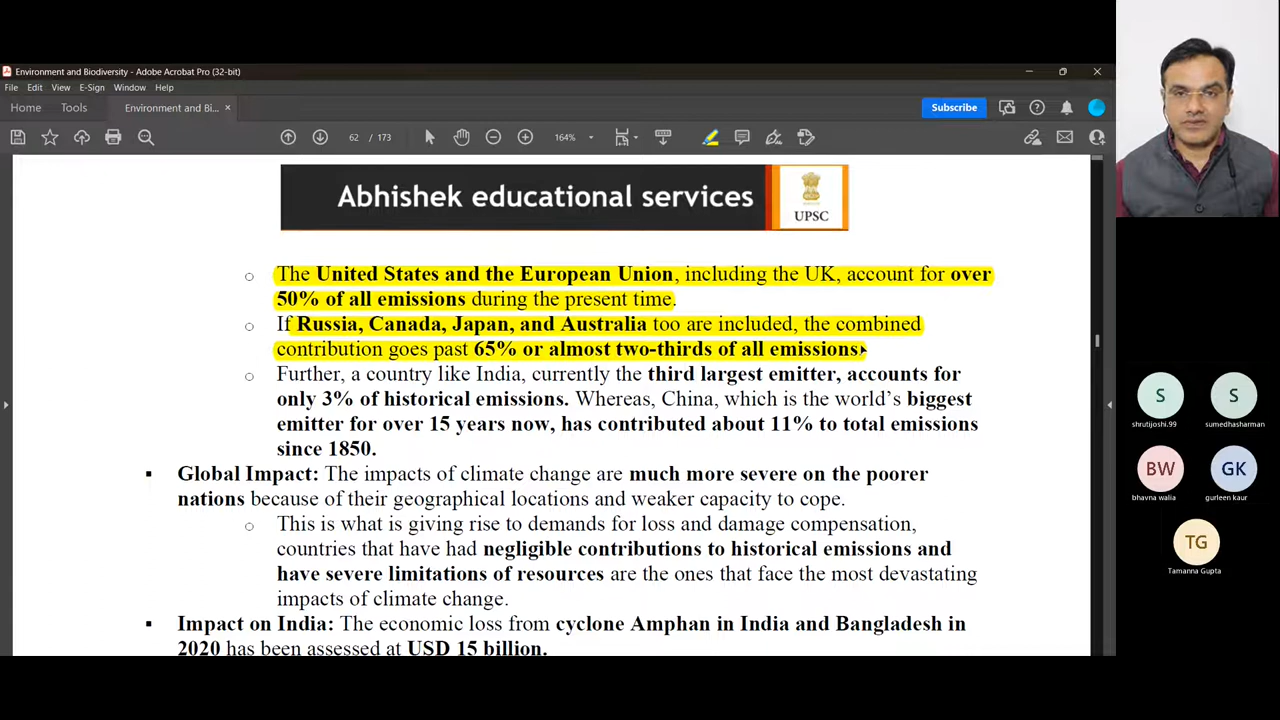 Environment and Biodiversity - Adobe Acrobat Pro (32-bit)
File Edit View E-Sign Window Help
Home Tools Environment and Bi... × Subscribe
62 / 173 164%
Abhishek educational services
UPSC
○ The United States and the European Union, including the UK, account for over
50% of all emissions during the present time.
○ If Russia, Canada, Japan, and Australia too are included, the combined
contribution goes past 65% or almost two-thirds of all emissions.
○ Further, a country like India, currently the third largest emitter, accounts for
only 3% of historical emissions. Whereas, China, which is the world's biggest
emitter for over 15 years now, has contributed about 11% to total emissions
since 1850.
▪ Global Impact: The impacts of climate change are much more severe on the poorer
nations because of their geographical locations and weaker capacity to cope.
○ This is what is giving rise to demands for loss and damage compensation,
countries that have had negligible contributions to historical emissions and
have severe limitations of resources are the ones that face the most devastating
impacts of climate change.
▪ Impact on India: The economic loss from cyclone Amphan in India and Bangladesh in
2020 has been assessed at USD 15 billion.
S S
shrutijoshi.99 sumedhasharman
BW GK
bhavna walia gurleen kaur
TG
Tamanna Gupta